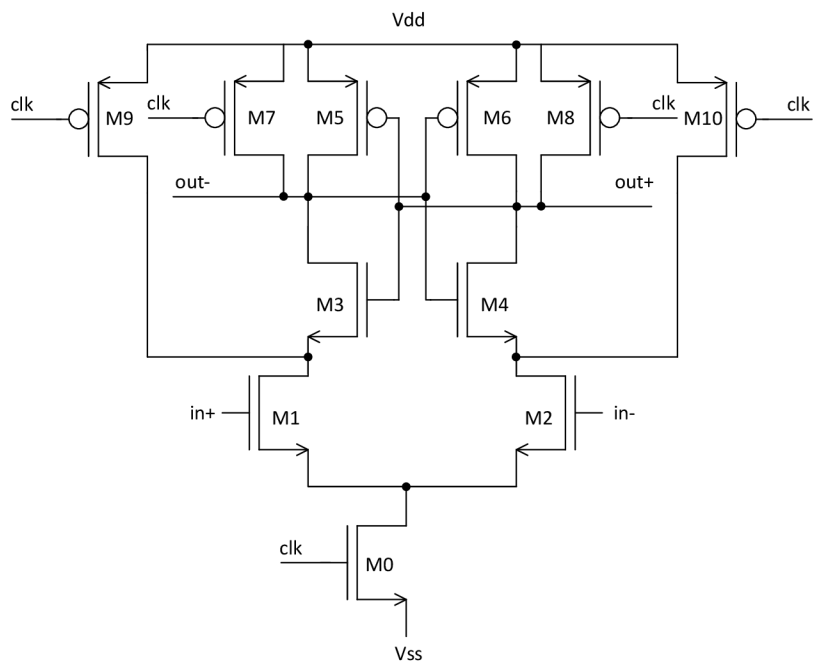 Vdd
clk M9 clk M7 M5 M6 M8 clk M10 clk
out- out+
M3 M4
in+ M1 M2 in-
clk M0
Vss